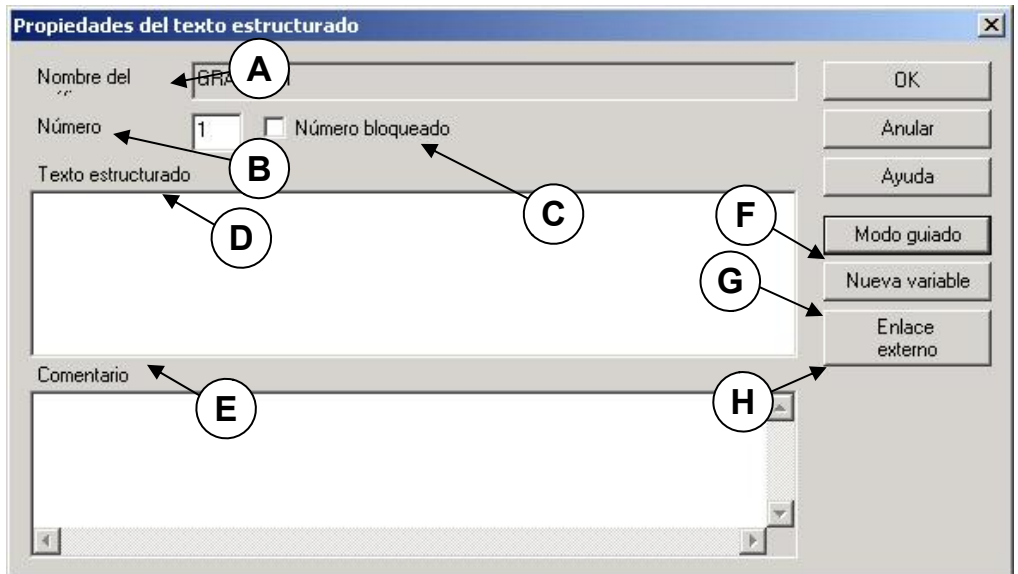 Propiedades del texto estructurado
A
Nombre del
GRA
OK
Número
1
Número bloqueado
Anular
B
Texto estructurado
Ayuda
C
F
D
Modo guiado
G
Nueva variable
Enlace
externo
Comentario
E
H